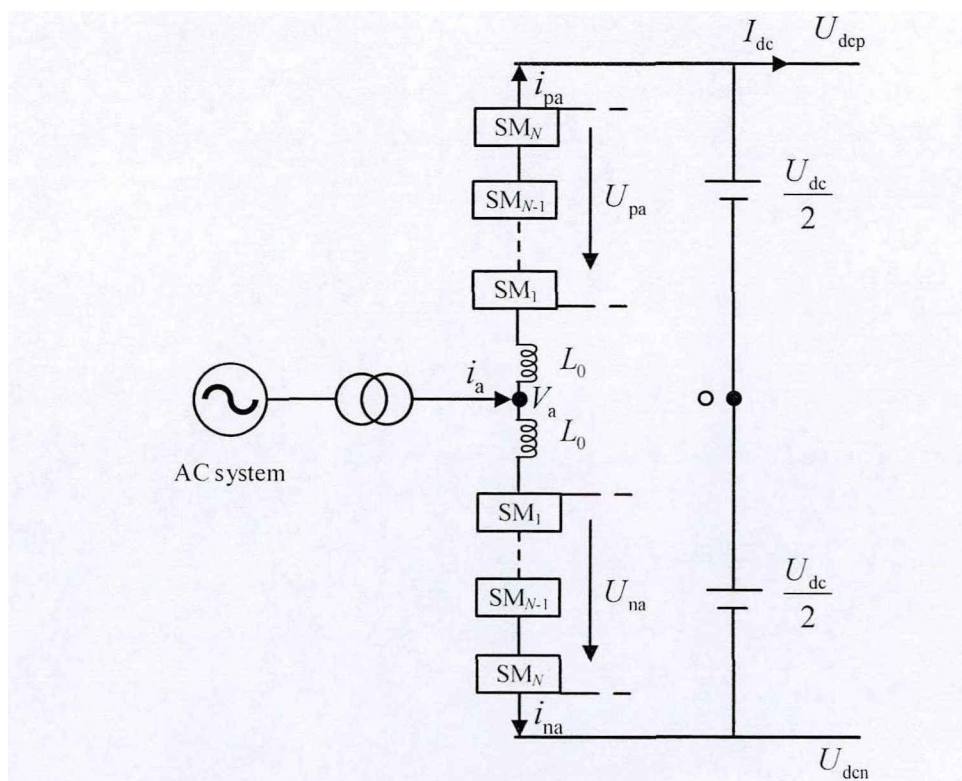 I_dc U_dcp
i_pa
SM_N
SM_N-1
U_pa
U_dc
2
SM_1
L_0
i_a
V_a
L_0
AC system
SM_1
SM_N-1
U_na
U_dc
2
SM_N
i_na
U_dcn